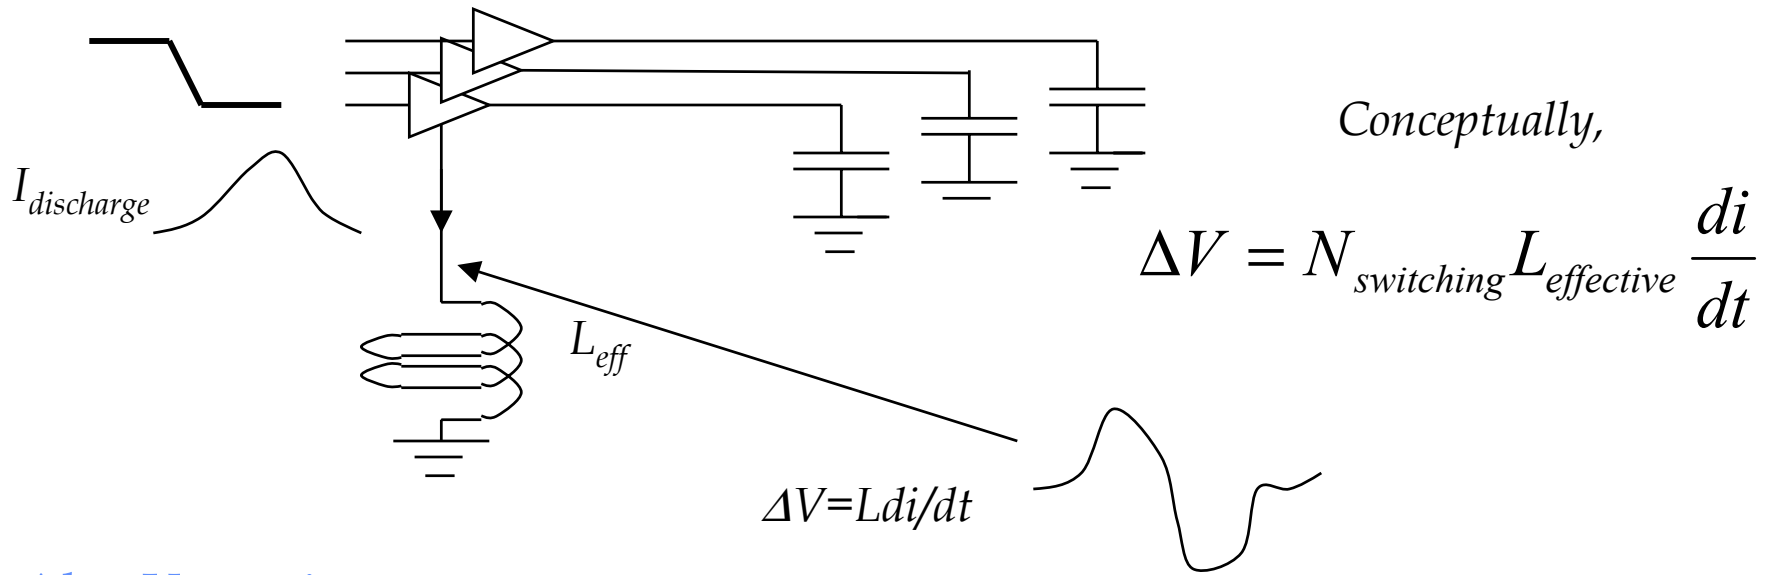 Conceptually,
I_discharge
ΔV = N_switching L_effective di/dt
L_eff
ΔV=Ldi/dt